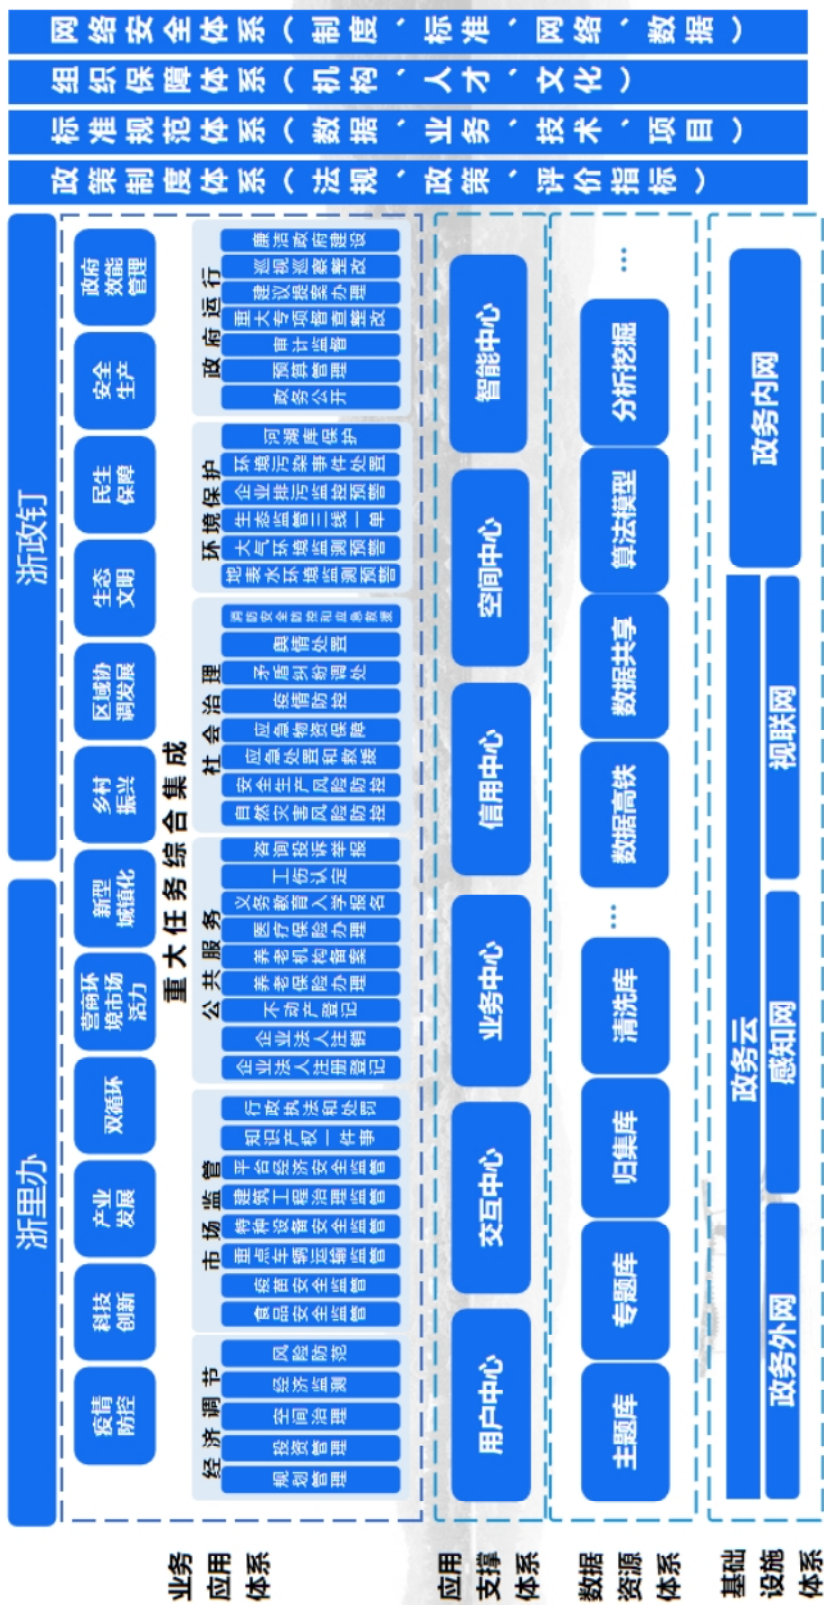 浙里办
浙政钉
疫情
防控
科技
创新
产业
发展
双循环
营商环
境市场
活力
新型
城镇化
乡村
振兴
区域协
调发展
生态
文明
民生
保障
安全
生产
政府
效能
管理
业务
应用
体系
重大任务综合集成
经济调节
规划管理
投资管理
空间治理
经济监测
风险防范
市场监管
食品安全监管
疫苗安全监管
重点车辆运输监管
特种设备安全监管
建筑工程治理监管
平台经济安全监管
知识产权一件事
行政执法和处罚
公共服务
企业法人注册登记
企业法人注销
不动产登记
养老保险办理
养老机构备案
医疗保险办理
义务教育入学报名
工伤认定
咨询投诉举报
社会治理
自然灾害风险防控
安全生产风险防控
应急处置和救援
应急物资保障
疫情防控
矛盾纠纷调处
舆情处置
消防安全防控和应急救援
环境保护
地表水环境监测预警
大气环境监测预警
生态监管三线一单
企业排污监控预警
环境污染事件处置
河湖库保护
政府运行
政务公开
预算管理
审计监督
重大专项督查整改
建议提案办理
巡视巡察整改
廉洁政府建设
应用
支撑
体系
用户中心
交互中心
业务中心
信用中心
空间中心
智能中心
数据
资源
体系
主题库
专题库
归集库
清洗库
...
数据高铁
数据共享
算法模型
分析挖掘
...
基础
设施
体系
政务云
政务外网
感知网
视联网
政务内网
政策制度体系（法规、政策、评价指标）
标准规范体系（数据、业务、技术、项目）
组织保障体系（机构、人才、文化）
网络安全体系（制度、标准、网络、数据）